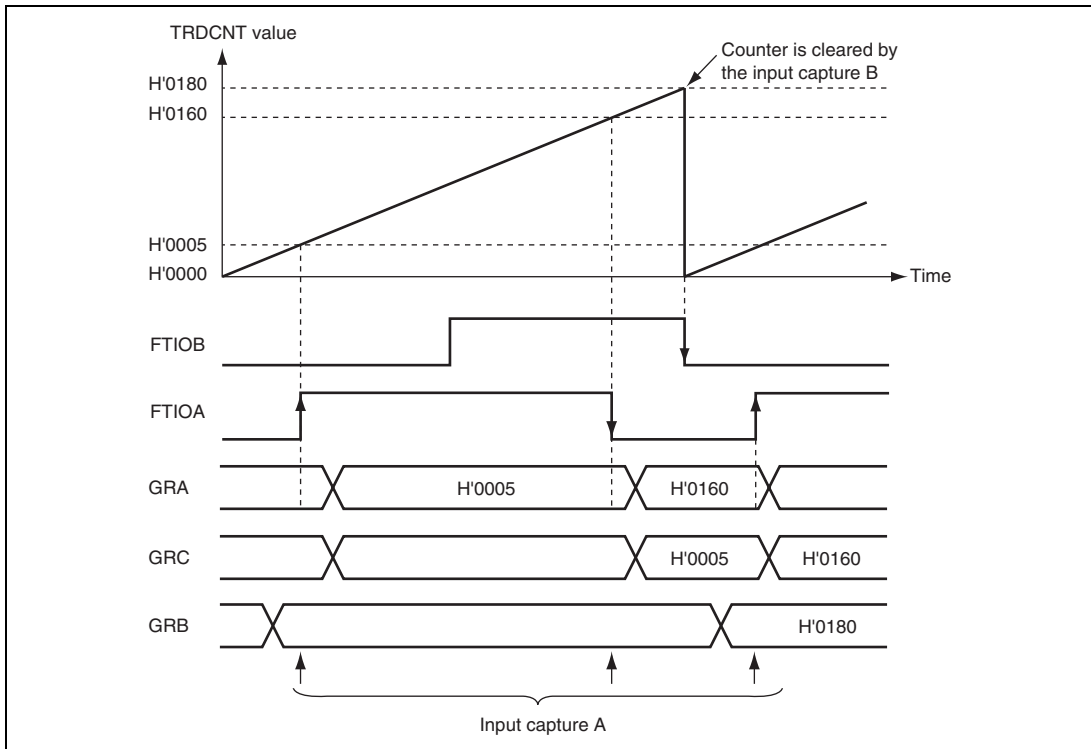 TRDCNT value
Counter is cleared by
the input capture B
H'0180
H'0160
H'0005
H'0000
Time
FTIOB
FTIOA
GRA
H'0005
H'0160
GRC
H'0005
H'0160
GRB
H'0180
Input capture A